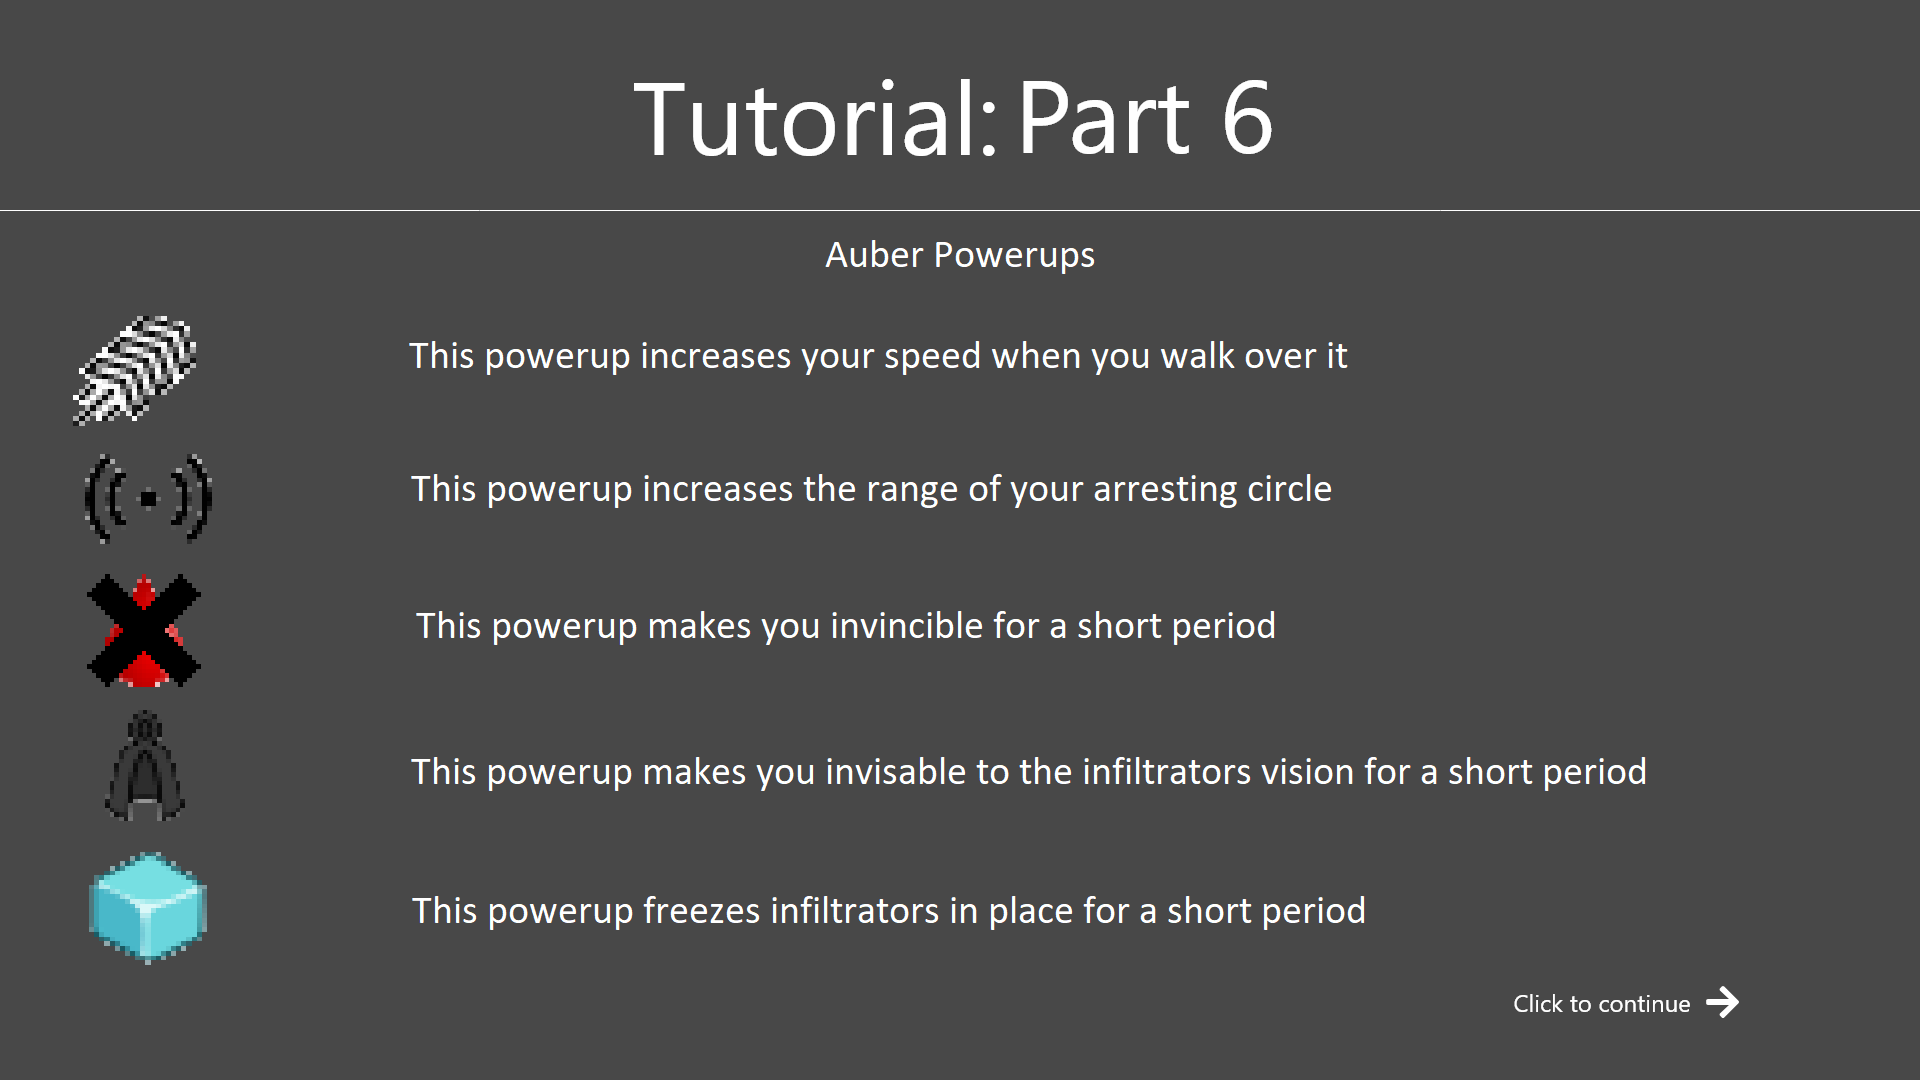 Tutorial: Part 6
Auber Powerups
This powerup increases your speed when you walk over it
This powerup increases the range of your arresting circle
This powerup makes you invincible for a short period
This powerup makes you invisable to the infiltrators vision for a short period
This powerup freezes infiltrators in place for a short period
Click to continue